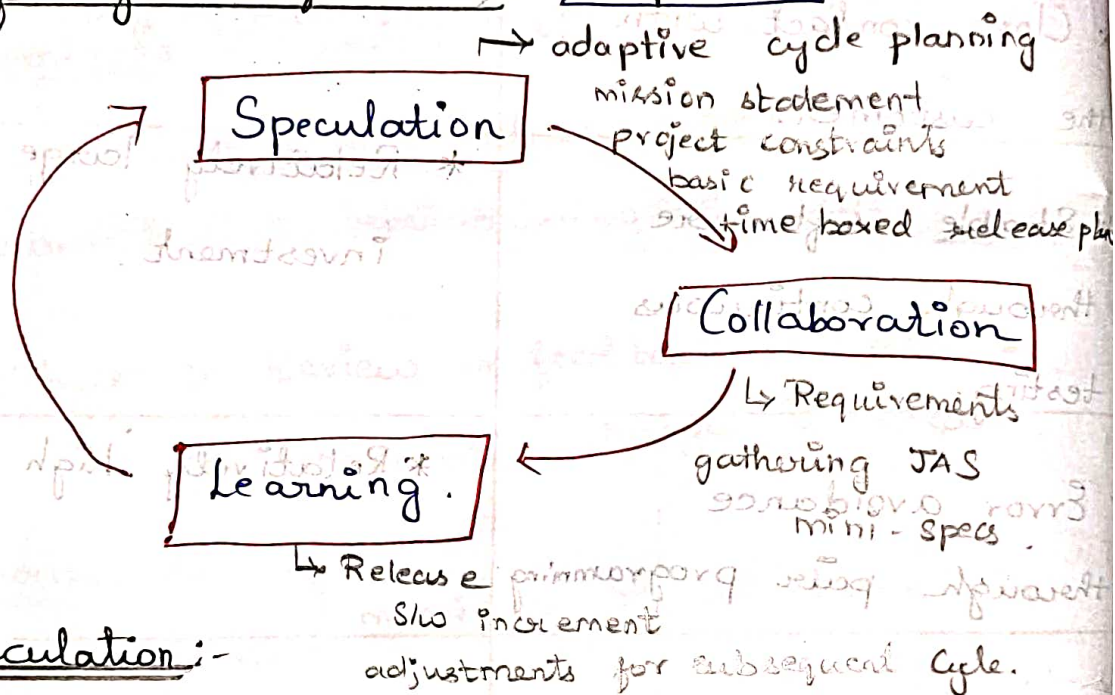 → adaptive cycle planning
Speculation
mission statement
project constraints
basic requirement
time boxed release plan
Collaboration
↳ Requirements
gathering JAS
mini - specs .
Learning .
↳ Release
S/w increment
culation :-
adjustments for subsequent cycle.